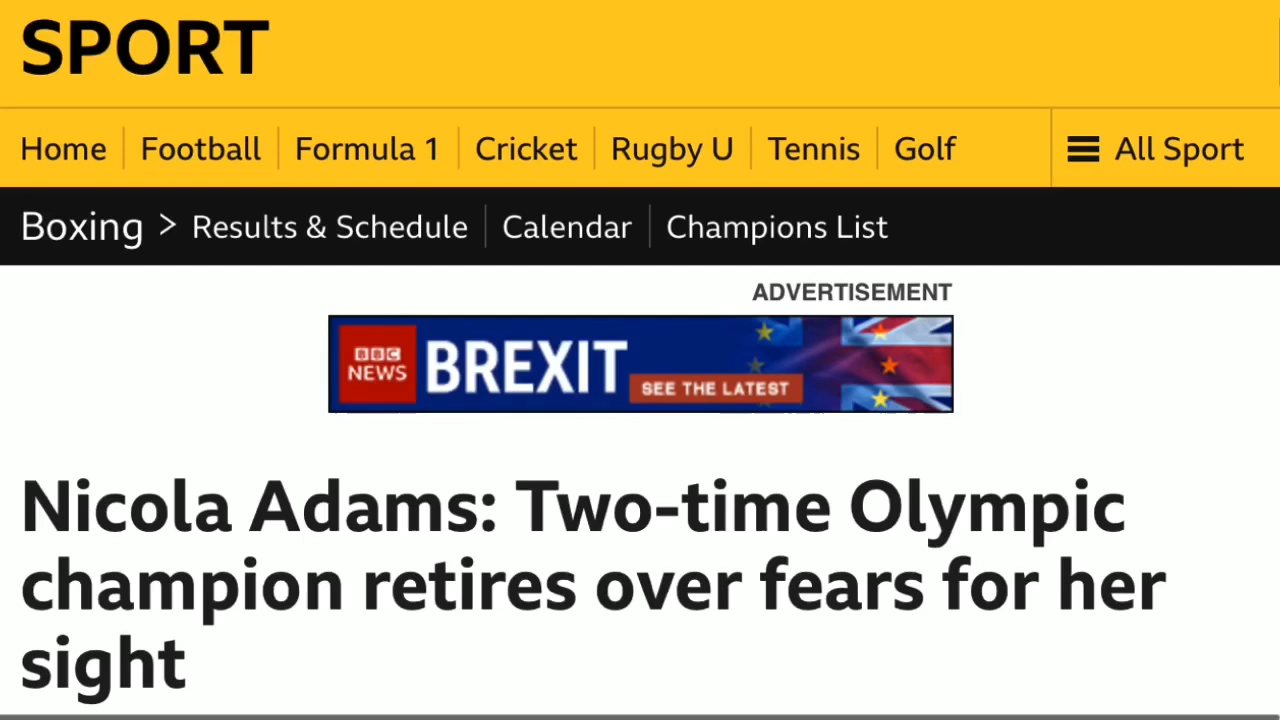 SPORT
Home Football Formula 1 Cricket Rugby U Tennis Golf All Sport
Boxing > Results & Schedule Calendar Champions List
ADVERTISEMENT
BBC
NEWS
BREXIT
SEE THE LATEST
Nicola Adams: Two-time Olympic
champion retires over fears for her
sight